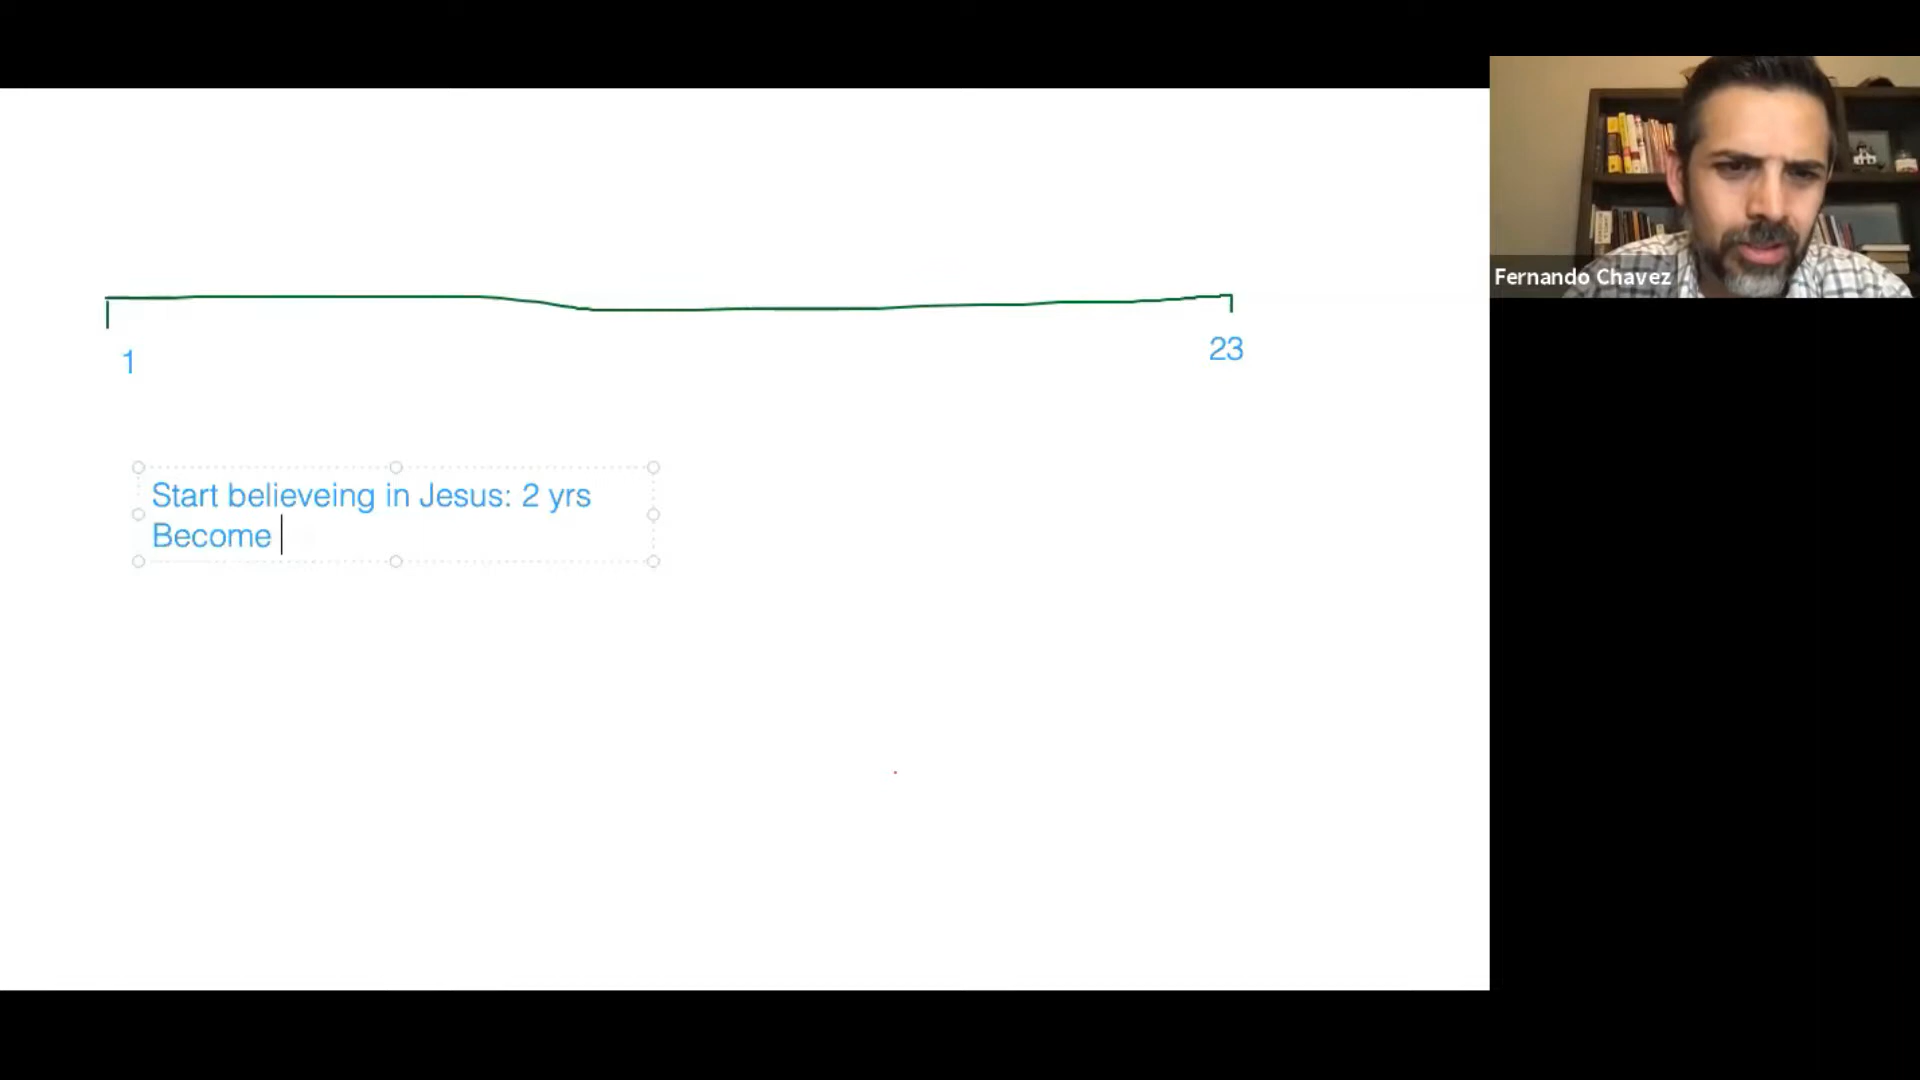 Fernando Chavez
1
23
Start believeing in Jesus: 2 yrs
Become